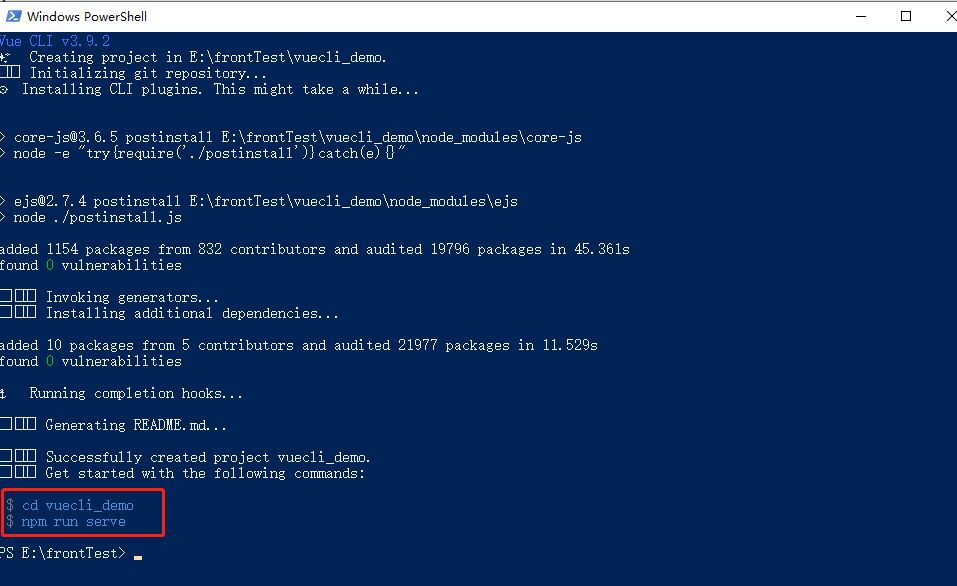 Windows PowerShell
Vue CLI v3.9.2
Creating project in E:\frontTest\vuecli_demo.
Initializing git repository...
Installing CLI plugins. This might take a while...
> core-js@3.6.5 postinstall E:\frontTest\vuecli_demo\node_modules\core-js
> node -e "try{require('./postinstall')}catch(e){}"
> ejs@2.7.4 postinstall E:\frontTest\vuecli_demo\node_modules\ejs
> node ./postinstall.js
added 1154 packages from 832 contributors and audited 19796 packages in 45.361s
found 0 vulnerabilities
Invoking generators...
Installing additional dependencies...
added 10 packages from 5 contributors and audited 21977 packages in 11.529s
found 0 vulnerabilities
Running completion hooks...
Generating README.md...
Successfully created project vuecli_demo.
Get started with the following commands:
$ cd vuecli_demo
$ npm run serve
PS E:\frontTest>